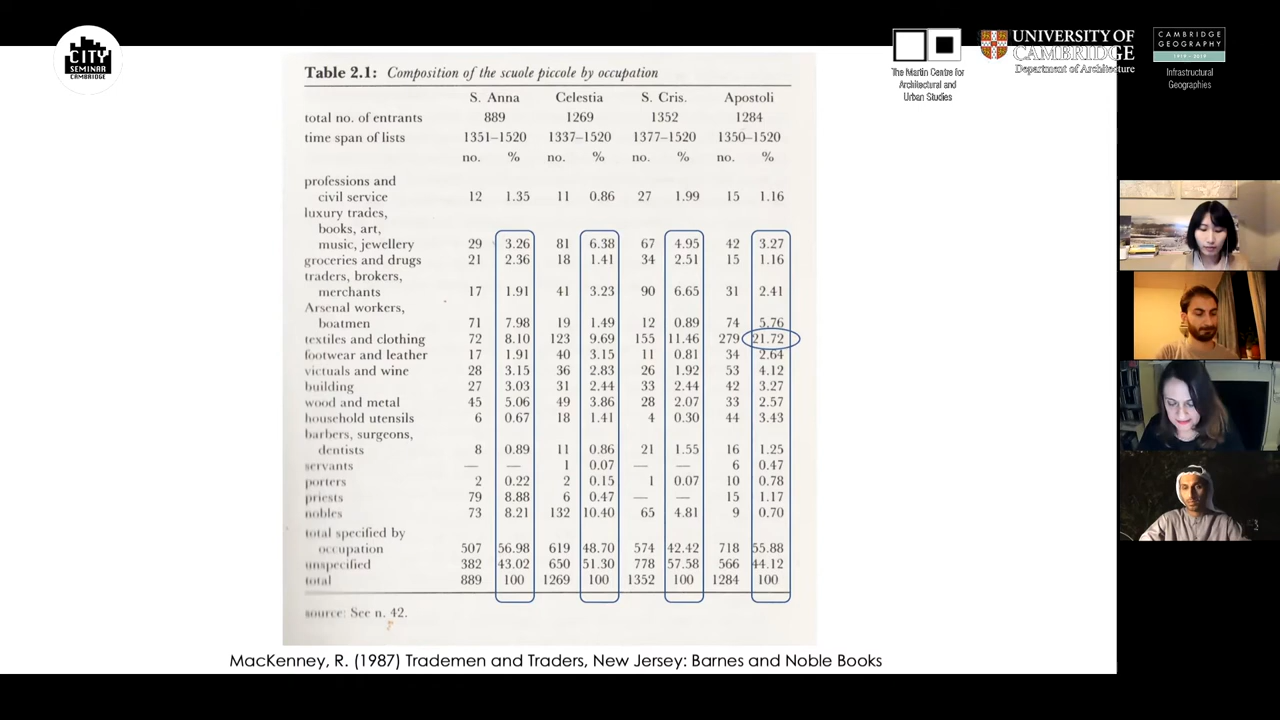 CITY
SEMINAR
CAMBRIDGE
The Martin Centre for
Architectural and
Urban Studies
UNIVERSITY OF
CAMBRIDGE
Department of Architecture
CAMBRIDGE
GEOGRAPHY
1919 - 2019
Infrastructural
Geographies
Table 2.1: Composition of the scuole piccole by occupation
S. Anna Celestia S. Cris. Apostoli
total no. of entrants 889 1269 1352 1284
time span of lists 1351–1520 1337–1520 1377–1520 1350–1520
no. % no. % no. % no. %
professions and
civil service 12 1.35 11 0.86 27 1.99 15 1.16
luxury trades,
books, art,
music, jewellery 29 3.26 81 6.38 67 4.95 42 3.27
groceries and drugs 21 2.36 18 1.41 34 2.51 15 1.16
traders, brokers,
merchants 17 1.91 41 3.23 90 6.65 31 2.41
Arsenal workers,
boatmen 71 7.98 19 1.49 12 0.89 74 5.76
textiles and clothing 72 8.10 123 9.69 155 11.46 279 21.72
footwear and leather 17 1.91 40 3.15 11 0.81 34 2.64
victuals and wine 28 3.15 36 2.83 26 1.92 53 4.12
building 27 3.03 31 2.44 33 2.44 42 3.27
wood and metal 45 5.06 49 3.86 28 2.07 33 2.57
household utensils 6 0.67 18 1.41 4 0.30 44 3.43
barbers, surgeons,
dentists 8 0.89 11 0.86 21 1.55 16 1.25
servants — — 1 0.07 — — 6 0.47
porters 2 0.22 2 0.15 1 0.07 10 0.78
priests 79 8.88 6 0.47 — — 15 1.17
nobles 73 8.21 132 10.40 65 4.81 9 0.70
total specified by
occupation 507 56.98 619 48.70 574 42.42 718 55.88
unspecified 382 43.02 650 51.30 778 57.58 566 44.12
total 889 100 1269 100 1352 100 1284 100
source: See n. 42.
MacKenney, R. (1987) Trademen and Traders, New Jersey: Barnes and Noble Books